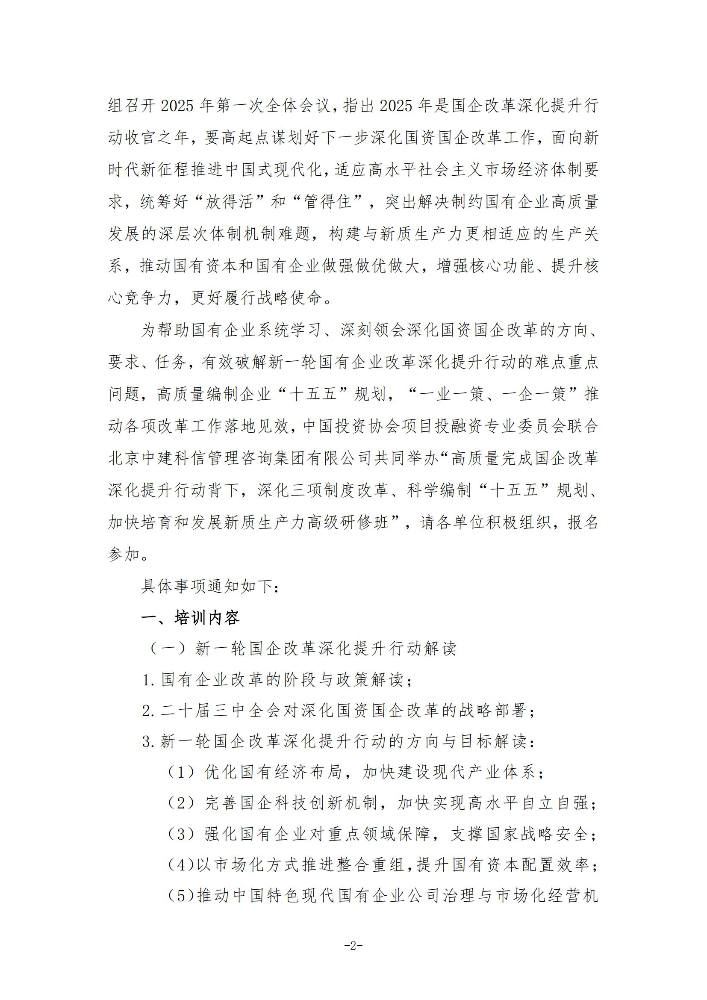 组召开 2025 年第一次全体会议，指出 2025 年是国企改革深化提升行
动收官之年，要高起点谋划好下一步深化国资国企改革工作，面向新
时代新征程推进中国式现代化，适应高水平社会主义市场经济体制要
求，统筹好“放得活”和“管得住”，突出解决制约国有企业高质量
发展的深层次体制机制难题，构建与新质生产力更相适应的生产关
系，推动国有资本和国有企业做强做优做大，增强核心功能、提升核
心竞争力，更好履行战略使命。
为帮助国有企业系统学习、深刻领会深化国资国企改革的方向、
要求、任务，有效破解新一轮国有企业改革深化提升行动的难点重点
问题，高质量编制企业“十五五”规划，“一业一策、一企一策”推
动各项改革工作落地见效，中国投资协会项目投融资专业委员会联合
北京中建科信管理咨询集团有限公司共同举办“高质量完成国企改革
深化提升行动背下，深化三项制度改革、科学编制“十五五”规划、
加快培育和发展新质生产力高级研修班”，请各单位积极组织，报名
参加。
具体事项通知如下：
一、培训内容
（一）新一轮国企改革深化提升行动解读
1.国有企业改革的阶段与政策解读；
2.二十届三中全会对深化国资国企改革的战略部署；
3.新一轮国企改革深化提升行动的方向与目标解读：
（1）优化国有经济布局，加快建设现代产业体系；
（2）完善国企科技创新机制，加快实现高水平自立自强；
（3）强化国有企业对重点领域保障，支撑国家战略安全；
（4）以市场化方式推进整合重组，提升国有资本配置效率；
（5）推动中国特色现代国有企业公司治理与市场化经营机
-2-